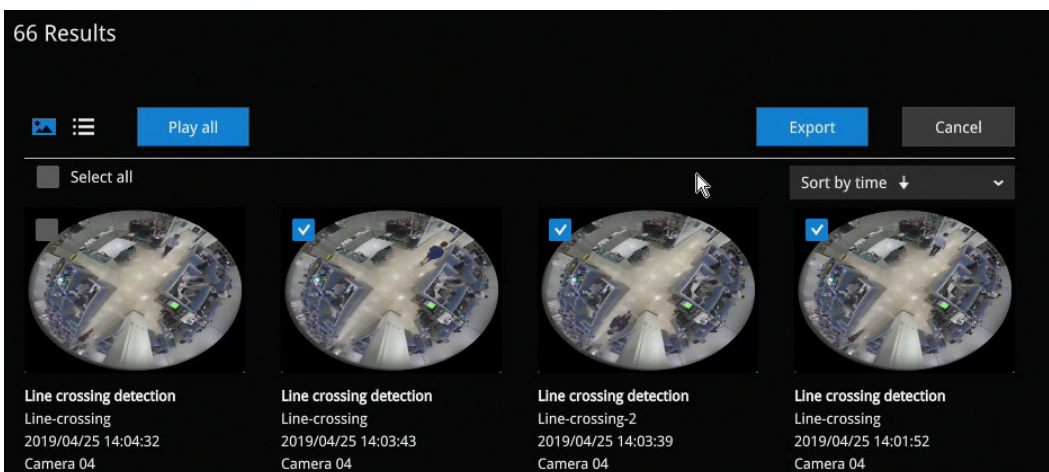 66 Results
Play all
Export
Cancel
Select all
Sort by time
Line crossing detection
Line-crossing
2019/04/25 14:04:32
Camera 04
Line crossing detection
Line-crossing
2019/04/25 14:03:43
Camera 04
Line crossing detection
Line-crossing-2
2019/04/25 14:03:39
Camera 04
Line crossing detection
Line-crossing
2019/04/25 14:01:52
Camera 04